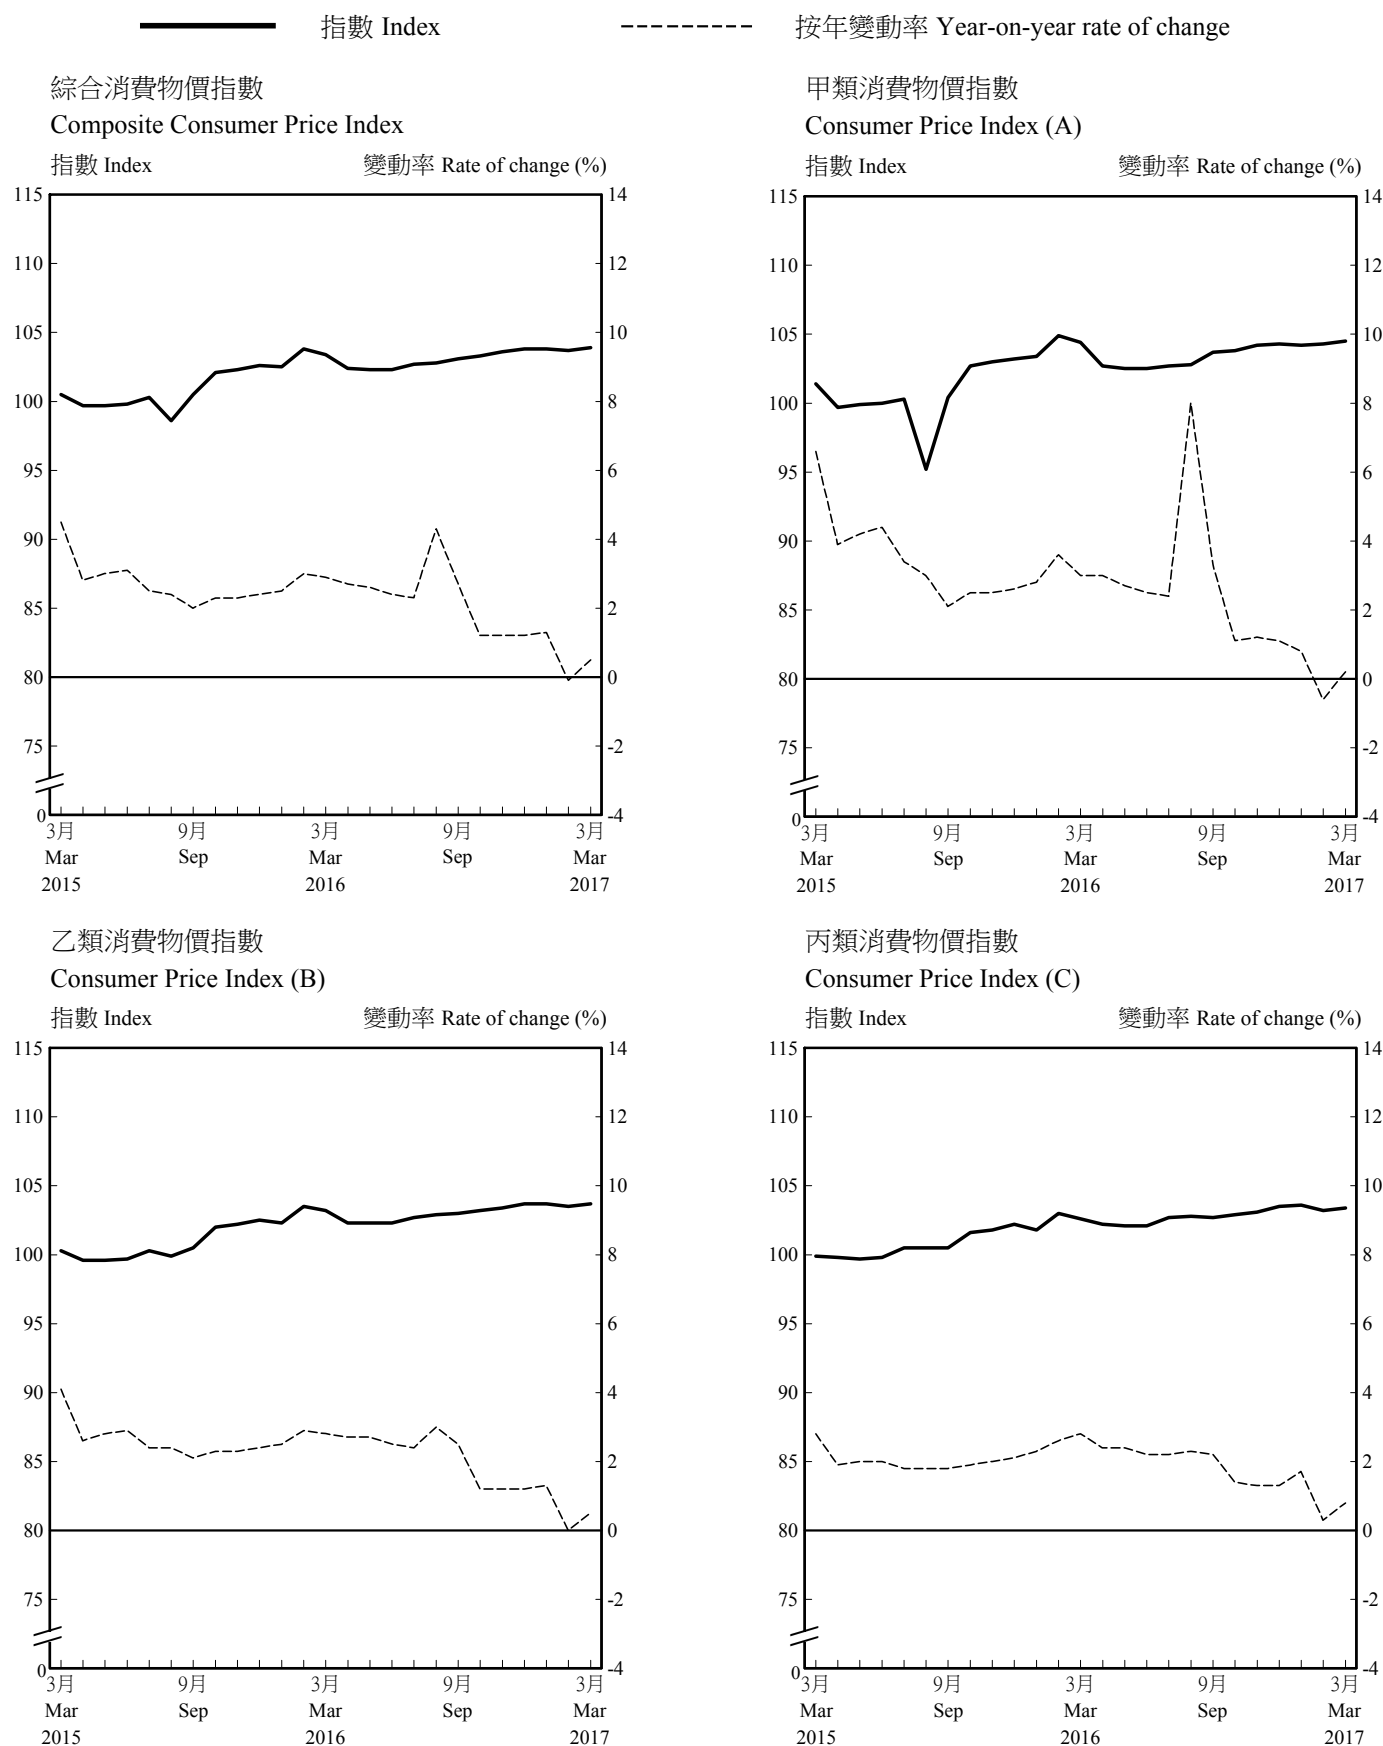 指數 Index
按年變動率 Year-on-year rate of change
綜合消費物價指數
Composite Consumer Price Index
指數 Index 變動率 Rate of change (%)
115 14
110 12
105 10
100 8
95 6
90 4
85 2
80 0
75 -2
0 -4
3月 9月 3月 9月 3月
Mar Sep Mar Sep Mar
2015 2016 2017
甲類消費物價指數
Consumer Price Index (A)
指數 Index 變動率 Rate of change (%)
115 14
110 12
105 10
100 8
95 6
90 4
85 2
80 0
75 -2
0 -4
3月 9月 3月 9月 3月
Mar Sep Mar Sep Mar
2015 2016 2017
乙類消費物價指數
Consumer Price Index (B)
指數 Index 變動率 Rate of change (%)
115 14
110 12
105 10
100 8
95 6
90 4
85 2
80 0
75 -2
0 -4
3月 9月 3月 9月 3月
Mar Sep Mar Sep Mar
2015 2016 2017
丙類消費物價指數
Consumer Price Index (C)
指數 Index 變動率 Rate of change (%)
115 14
110 12
105 10
100 8
95 6
90 4
85 2
80 0
75 -2
0 -4
3月 9月 3月 9月 3月
Mar Sep Mar Sep Mar
2015 2016 2017